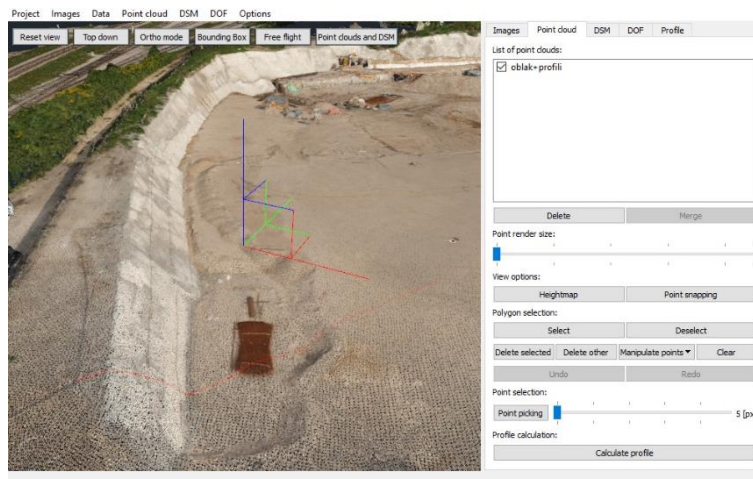 Project Images Data Point cloud DSM DOF Options
Reset view Top down Ortho mode Bounding Box Free flight Point clouds and DSM
Images Point cloud DSM DOF Profile
List of point clouds:
oblak+profili
Delete Merge
Point render size:
View options:
Heightmap Point snapping
Polygon selection:
Select Deselect
Delete selected Delete other Manipulate points Clear
Undo Redo
Point selection:
Point picking 5 [px
Profile calculation:
Calculate profile